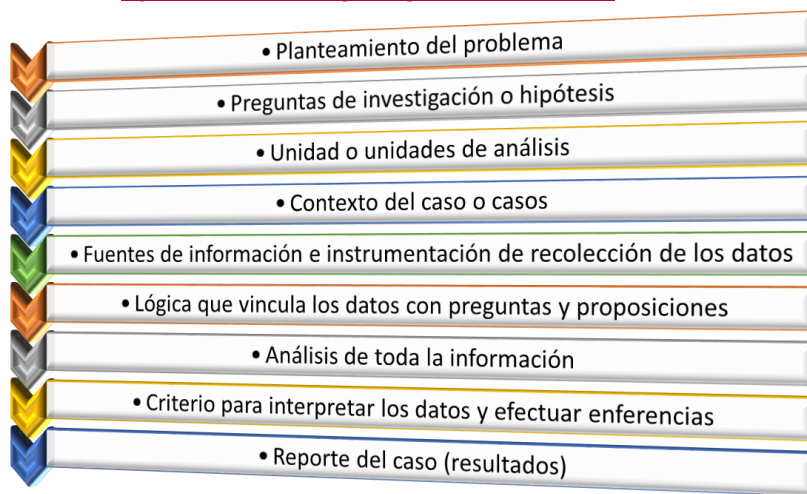 • Planteamiento del problema
• Preguntas de investigación o hipótesis
• Unidad o unidades de análisis
• Contexto del caso o casos
• Fuentes de información e instrumentación de recolección de los datos
• Lógica que vincula los datos con preguntas y proposiciones
• Análisis de toda la información
• Criterio para interpretar los datos y efectuar enferencias
• Reporte del caso (resultados)